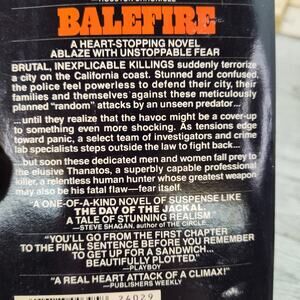 —HOUSTON CHRONICLE
BALEFIRE
A HEART-STOPPING NOVEL
ABLAZE WITH UNSTOPPABLE FEAR
BRUTAL, INEXPLICABLE KILLINGS suddenly terrorize
a city on the California coast. Stunned and confused,
the police feel powerless to defend their city, their
families and themselves against these meticulously
planned "random" attacks by an unseen predator...
...until they realize that the havoc might be a cover-up
to something even more shocking. As tensions edge
toward panic, a select team of investigators and crime
lab specialists steps outside the law to fight back...
...but soon these dedicated men and women fall prey to
the elusive Thanatos, a superbly capable professional
killer, a relentless human hunter whose greatest weapon
may also be his fatal flaw—fear itself.
"A ONE-OF-A-KIND NOVEL OF SUSPENSE LIKE
THE DAY OF THE JACKAL.
A TALE OF STUNNING REALISM."
—STEVE SHAGAN, author of THE CIRCLE
"YOU'LL GO FROM THE FIRST CHAPTER
TO THE FINAL SENTENCE BEFORE YOU REMEMBER
TO GET UP FOR A SANDWICH...
BEAUTIFULLY PLOTTED."
—PLAYBOY
"A REAL HEART ATTACK OF A CLIMAX!"
—PUBLISHERS WEEKLY
24029